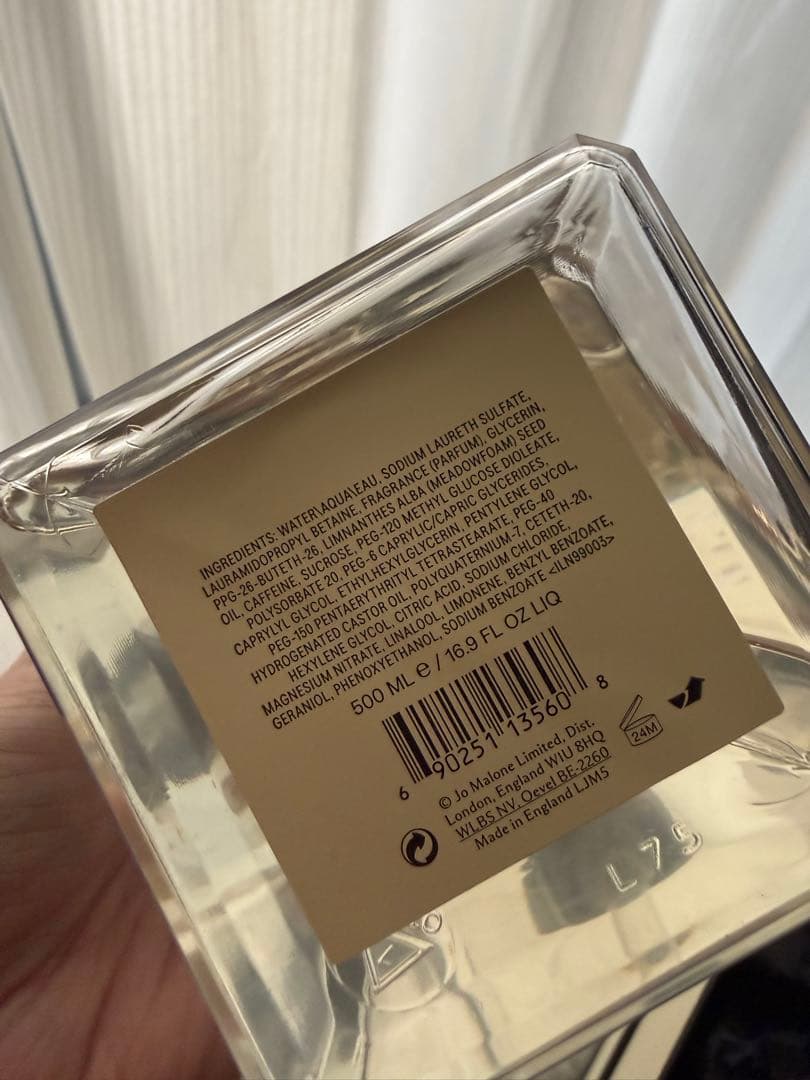 INGREDIENTS: WATER\AQUA\EAU, SODIUM LAURETH SULFATE,
LAURAMIDOPROPYL BETAINE, FRAGRANCE (PARFUM), GLYCERIN,
PPG-26-BUTETH-26, LIMNANTHES ALBA (MEADOWFOAM) SEED
OIL, CAFFEINE, SUCROSE, PEG-120 METHYL GLUCOSE DIOLEATE,
POLYSORBATE 20, PEG-6 CAPRYLIC/CAPRIC GLYCERIDES,
CAPRYLYL GLYCOL, ETHYLHEXYLGLYCERIN, PENTYLENE GLYCOL,
PEG-150 PENTAERYTHRITYL TETRASTEARATE, PEG-40
HYDROGENATED CASTOR OIL, POLYQUATERNIUM-7, CETETH-20,
HEXYLENE GLYCOL, CITRIC ACID, SODIUM CHLORIDE,
MAGNESIUM NITRATE, LINALOOL, LIMONENE, BENZYL BENZOATE,
GERANIOL, PHENOXYETHANOL, SODIUM BENZOATE <ILN99003>
500 ML e / 16.9 FL OZ LIQ
6 90251 13560 8
© Jo Malone Limited, Dist.
London, England W1U 8HQ
WLBS NV, Oevel BE-2260
Made in England LJM5
24M
L75